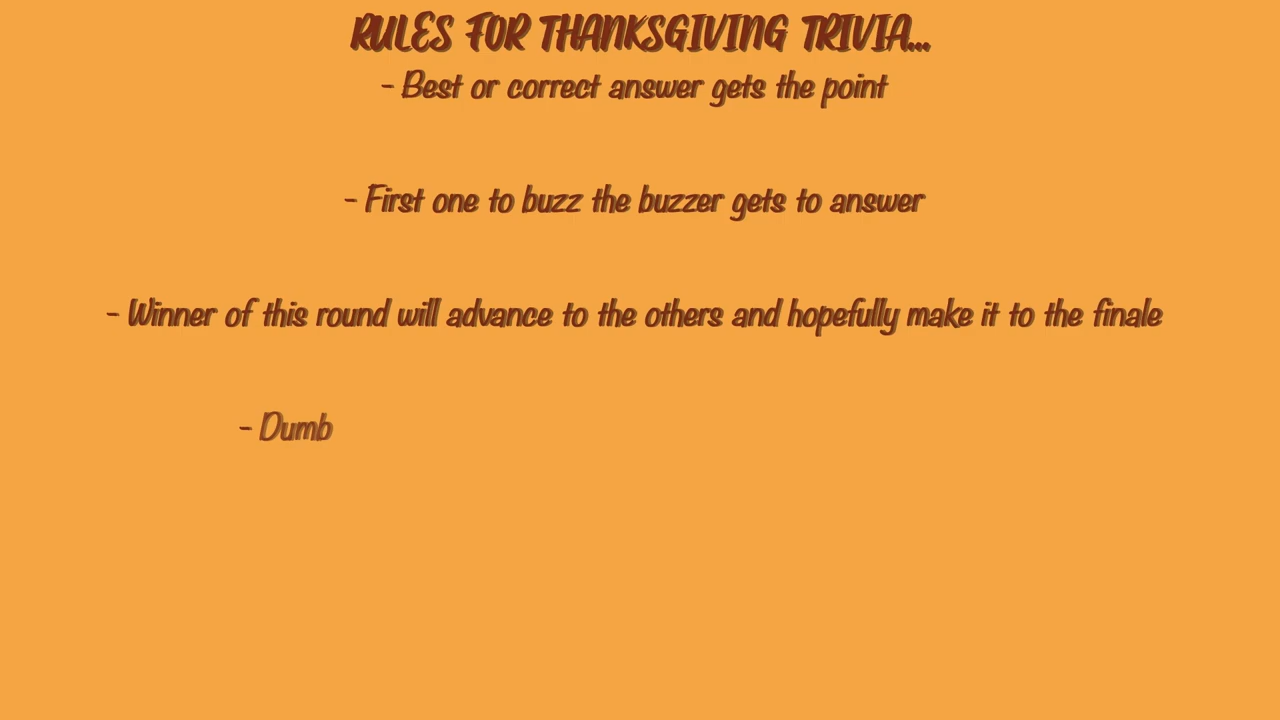 RULES FOR THANKSGIVING TRIVIA...
- Best or correct answer gets the point
- First one to buzz the buzzer gets to answer
- Winner of this round will advance to the others and hopefully make it to the finale
- Dumb